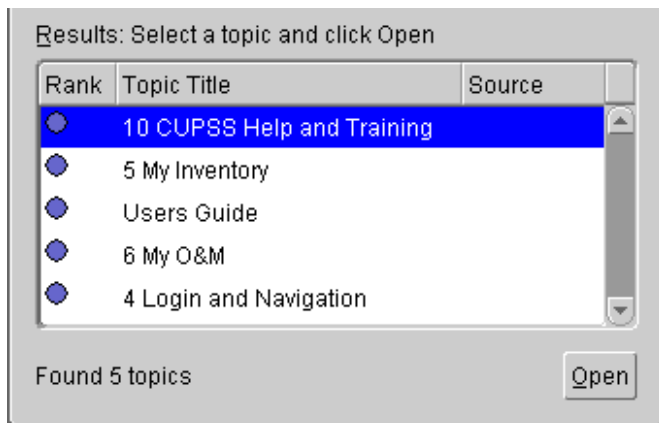 Results: Select a topic and click Open
Rank Topic Title Source
10 CUPSS Help and Training
5 My Inventory
Users Guide
6 My O&M
4 Login and Navigation
Found 5 topics Open